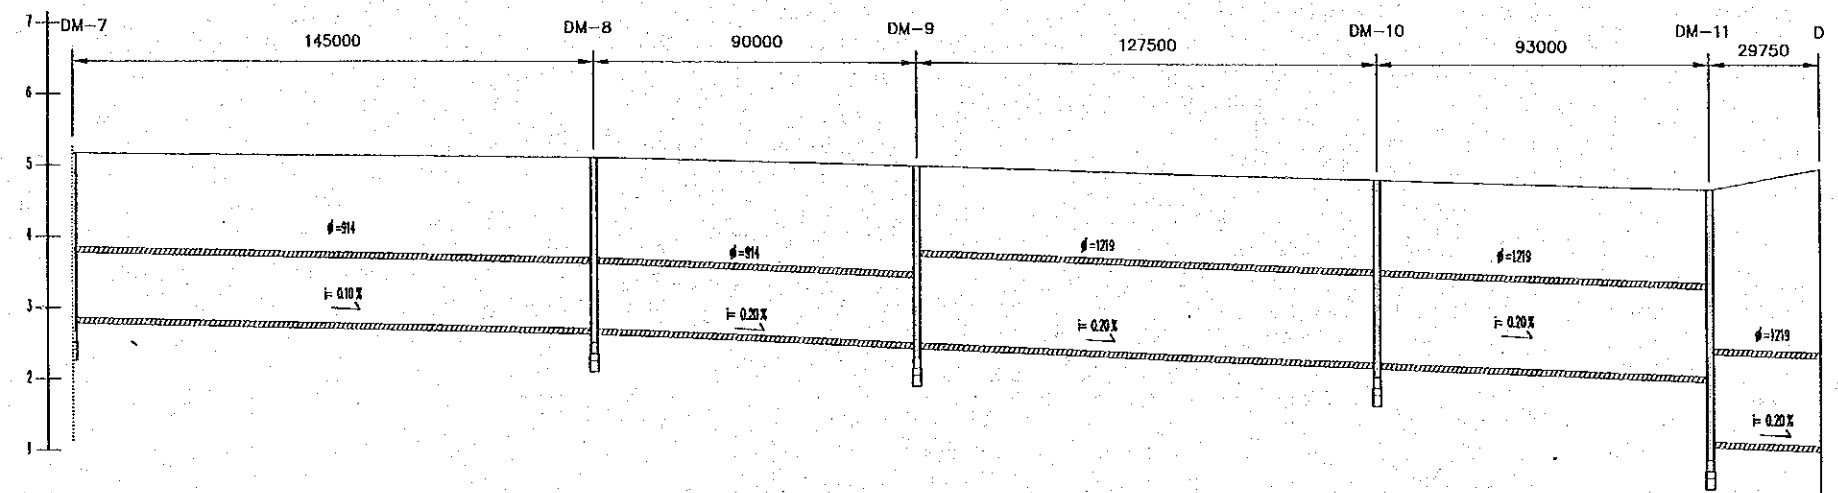 7
DM-7
DM-8
DM-9
DM-10
DM-11
D
145000
90000
127500
93000
29750
6
5
4
ϕ=914
ϕ=914
ϕ=1219
ϕ=1219
3
i= 0.10%
i= 0.20%
i= 0.20%
i= 0.20%
ϕ=1219
2
i= 0.20%
1